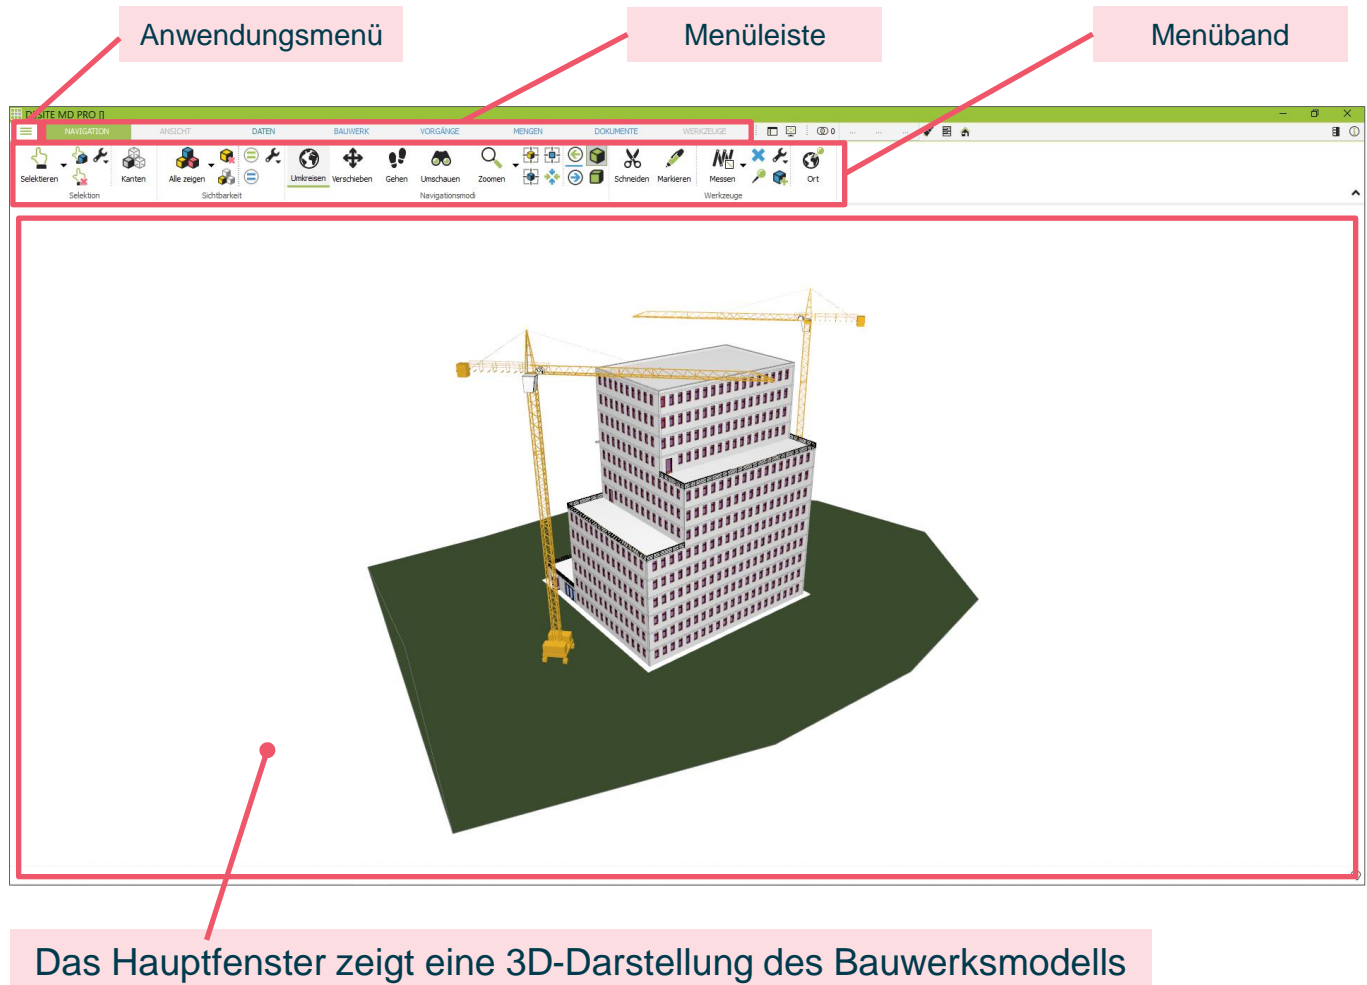 Anwendungsmenü Menüleiste Menüband
DESITE MD PRO []
NAVIGATION ANSICHT DATEN BAUWERK VORGÄNGE MENGEN DOKUMENTE WERKZEUGE 0 ... ... ...
Selektieren Kanten Alle zeigen Umkreisen Verschieben Gehen Umschauen Zoomen Schneiden Markieren Messen Ort
Selektion Sichtbarkeit Navigationsmodi Werkzeuge
Das Hauptfenster zeigt eine 3D-Darstellung des Bauwerksmodells